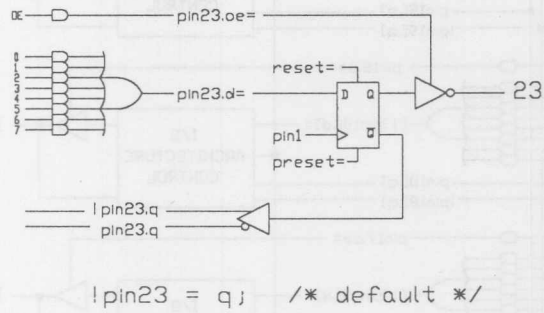 OE
pin23.oe=
0
1
2
3
4
5
6
7
reset=
pin23.d=
D Q
23
pin1
Q
preset=
!pin23.q
pin23.q
!pin23 = q;   /* default */